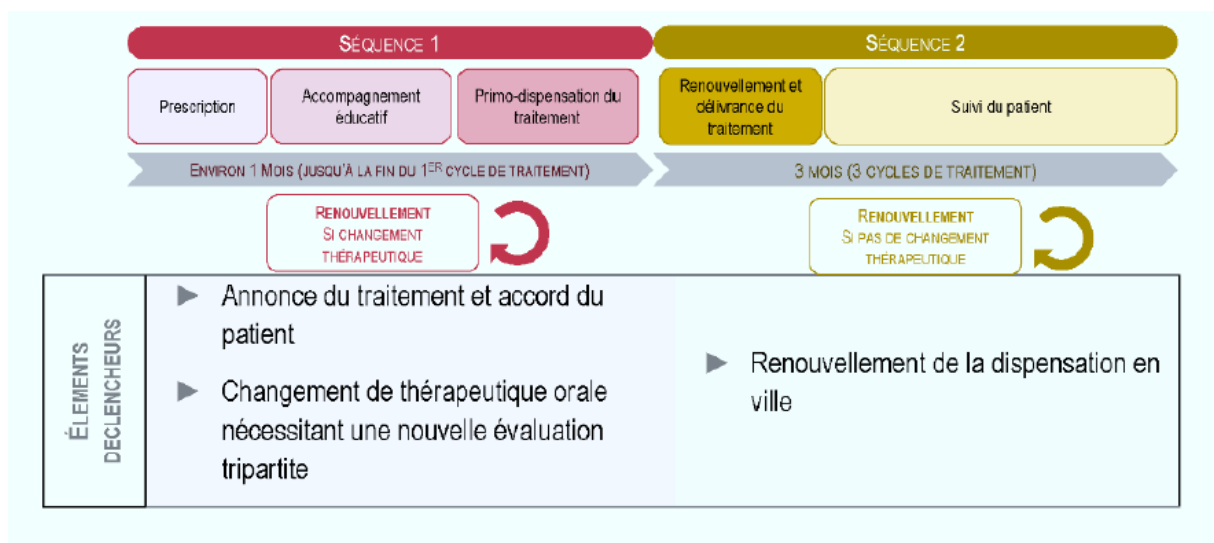 SÉQUENCE 1
SÉQUENCE 2
Prescription
Accompagnement
éducatif
Primo-dispensation du
traitement
Renouvellement et
délivrance du
traitement
Suivi du patient
ENVIRON 1 MOIS (JUSQU'À LA FIN DU 1ER CYCLE DE TRAITEMENT)
3 MOIS (3 CYCLES DE TRAITEMENT)
RENOUVELLEMENT
SI CHANGEMENT
THÉRAPEUTIQUE
RENOUVELLEMENT
SI PAS DE CHANGEMENT
THÉRAPEUTIQUE
ÉLEMENTS
DECLENCHEURS
Annonce du traitement et accord du
patient
Changement de thérapeutique orale
nécessitant une nouvelle évaluation
tripartite
Renouvellement de la dispensation en
ville